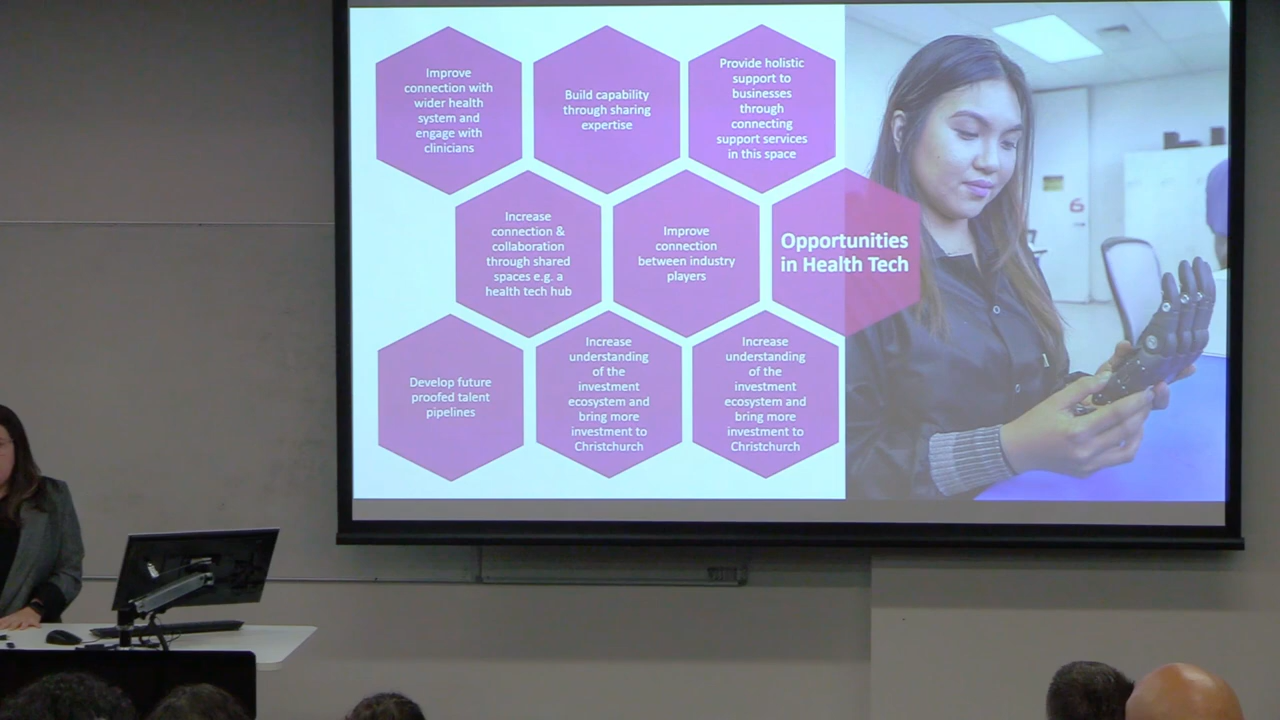 Improve
connection with
wider health
system and
engage with
clinicians
Build capability
through sharing
expertise
Provide holistic
support to
businesses
through
connecting
support services
in this space
Increase
connection &
collaboration
through shared
spaces e.g. a
health tech hub
Improve
connection
between industry
players
Opportunities
in Health Tech
Develop future
proofed talent
pipelines
Increase
understanding
of the
investment
ecosystem and
bring more
investment to
Christchurch
Increase
understanding
of the
investment
ecosystem and
bring more
investment to
Christchurch
6